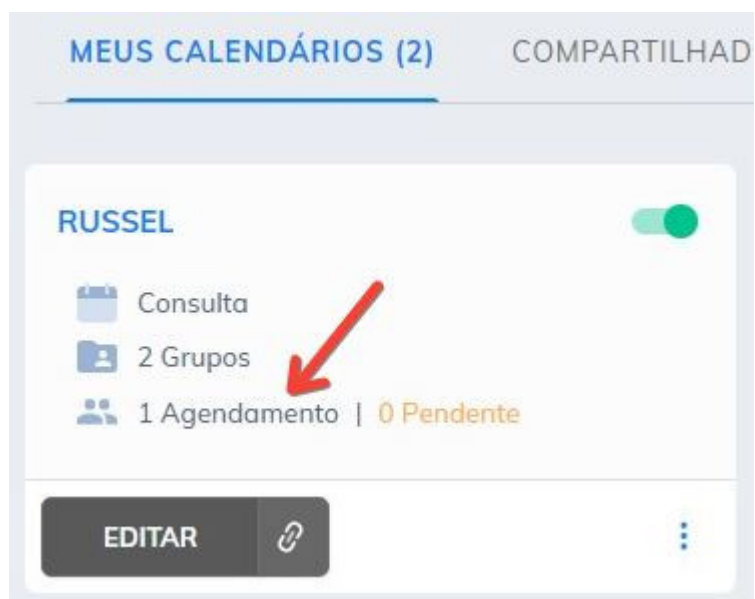 MEUS CALENDÁRIOS (2) COMPARTILHAD
RUSSEL
Consulta
2 Grupos
1 Agendamento | 0 Pendente
EDITAR